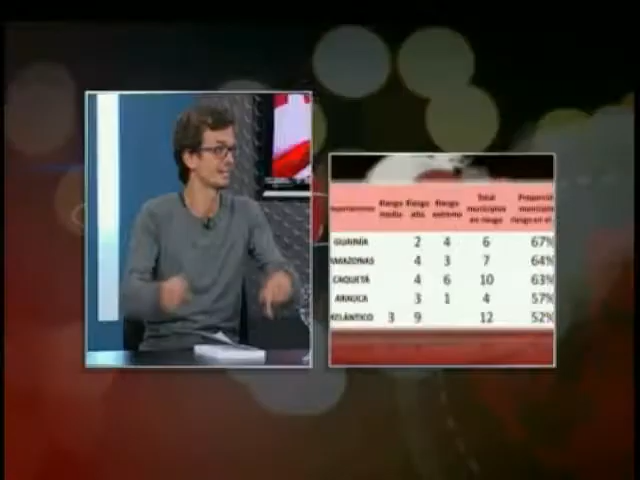 Riesgo medio Riesgo alto Riesgo extremo Total municipios en riesgo
GUAINÍA 2 4 6 67%
AMAZONAS 4 3 7 64%
CAQUETÁ 4 6 10 63%
ARAUCA 3 1 4 57%
ATLÁNTICO 3 9 12 52%